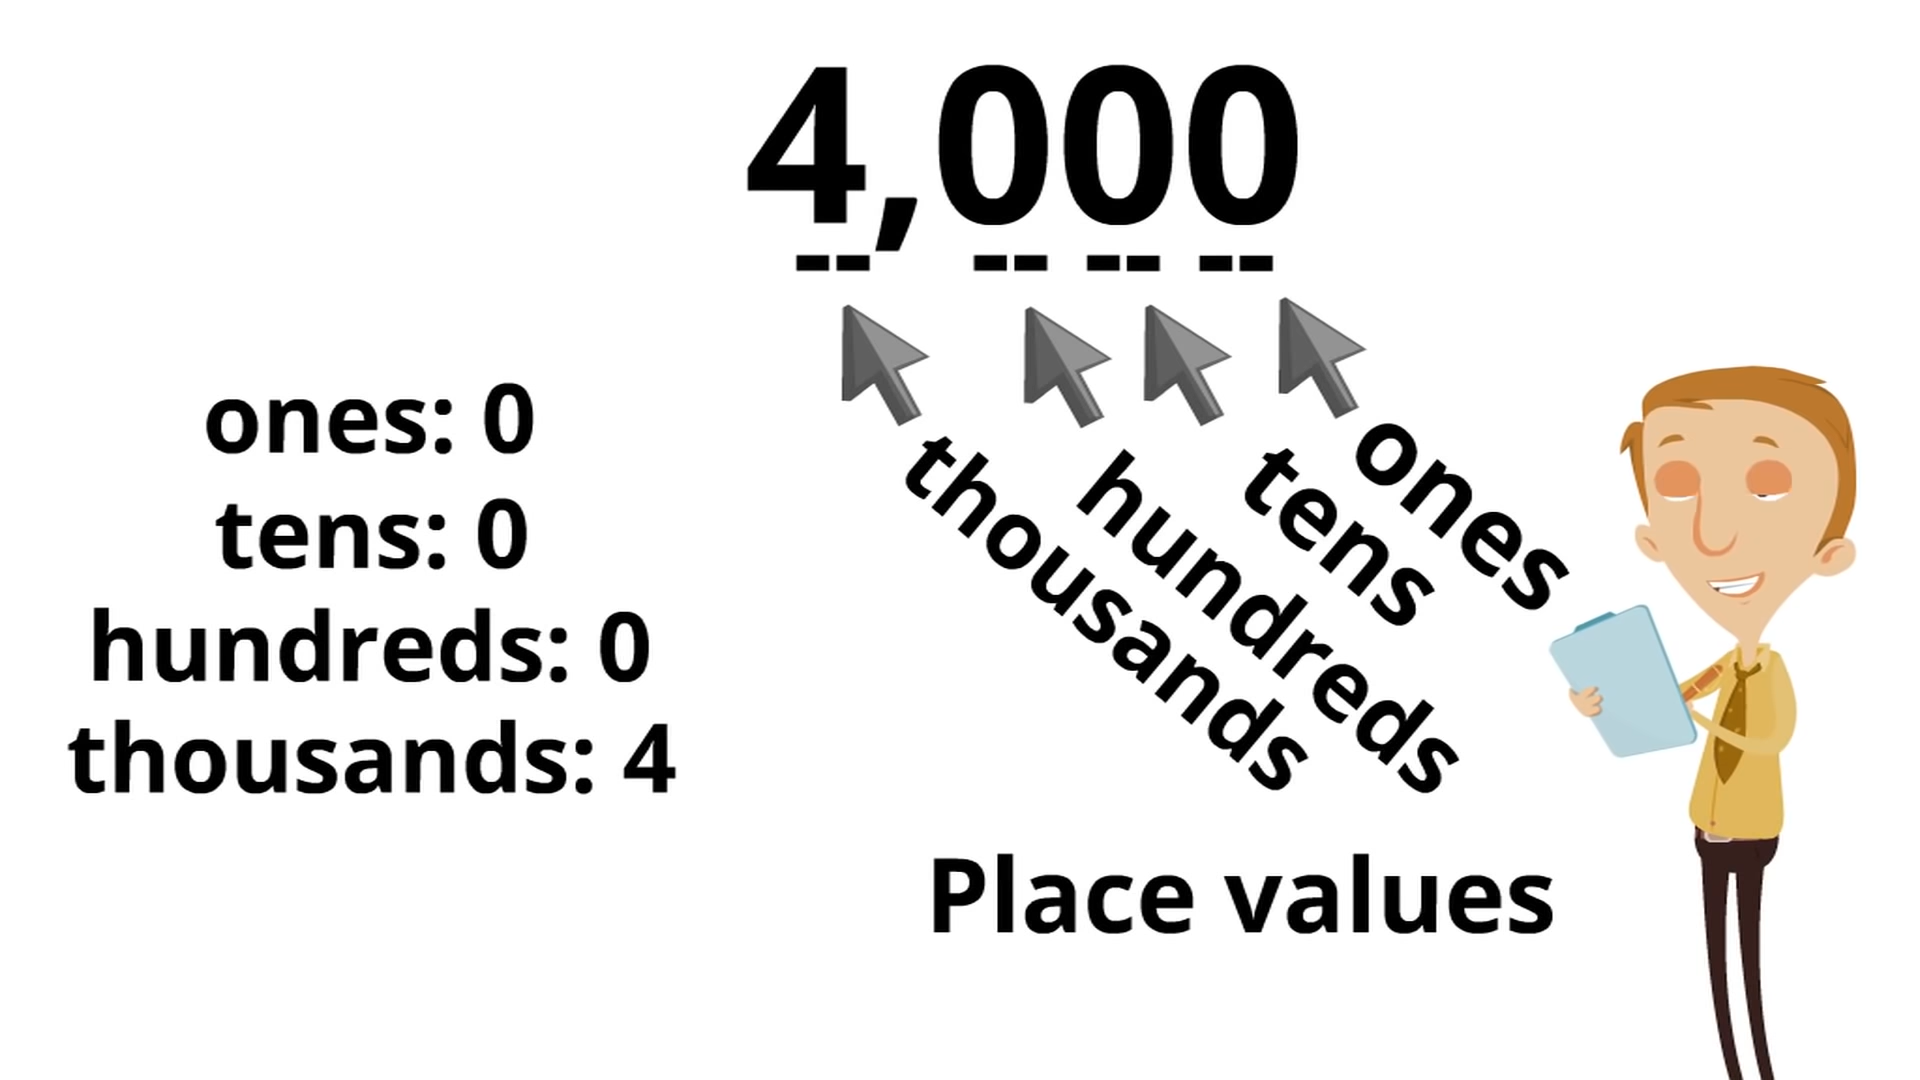 4,000
-- -- -- --
ones: 0
tens: 0
hundreds: 0
thousands: 4
thousands
hundreds
tens
ones
Place values